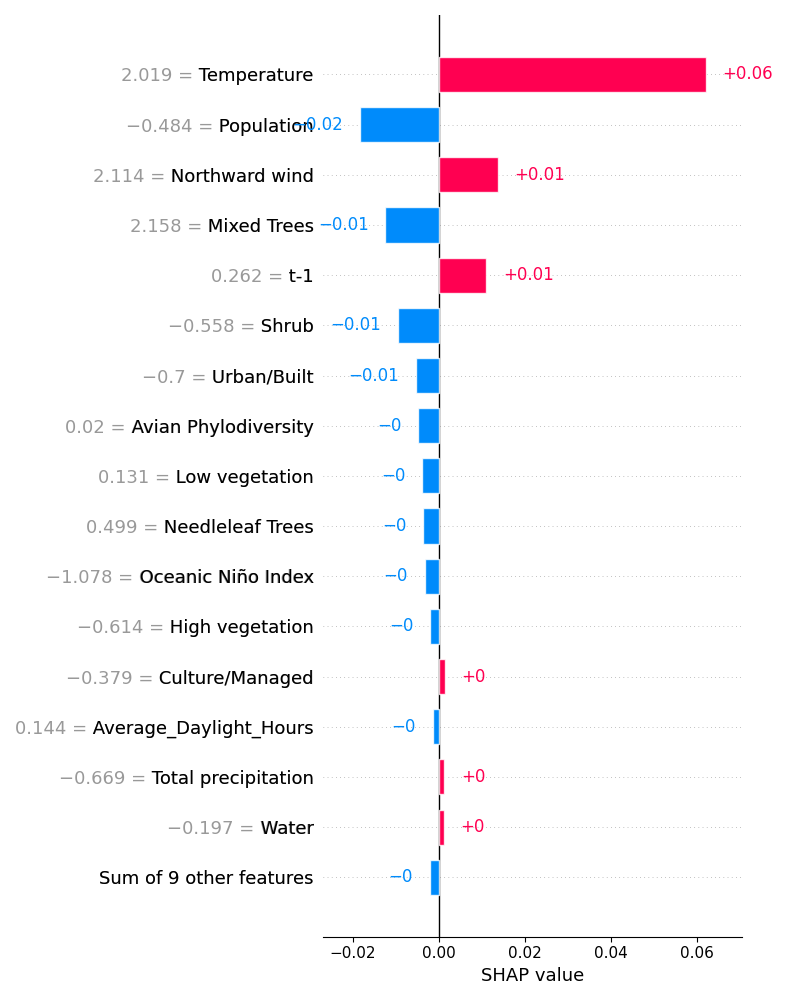 2.019 = Temperature +0.06
−0.484 = Population −0.02
2.114 = Northward wind +0.01
2.158 = Mixed Trees −0.01
0.262 = t-1 +0.01
−0.558 = Shrub −0.01
−0.7 = Urban/Built −0.01
0.02 = Avian Phylodiversity −0
0.131 = Low vegetation −0
0.499 = Needleleaf Trees −0
−1.078 = Oceanic Niño Index −0
−0.614 = High vegetation −0
−0.379 = Culture/Managed +0
0.144 = Average_Daylight_Hours −0
−0.669 = Total precipitation +0
−0.197 = Water +0
Sum of 9 other features −0
−0.02 0.00 0.02 0.04 0.06
SHAP value